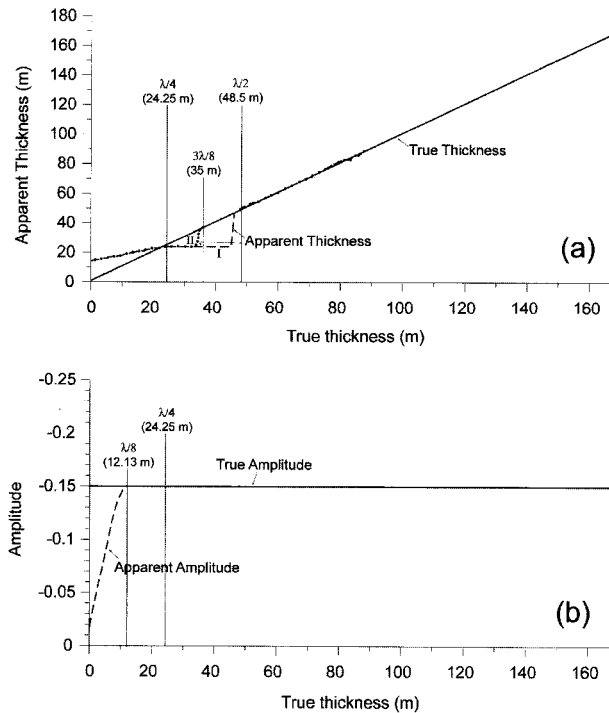 180
160
140
120
100
80
60
40
20
0
Apparent Thickness (m)
λ/4
(24.25 m)
λ/2
(48.5 m)
3λ/8
(35 m)
True Thickness
II
Apparent Thickness
I
(a)
0 20 40 60 80 100 120 140 160
True thickness (m)
-0.25
-0.2
-0.15
-0.1
-0.05
0
Amplitude
λ/4
(24.25 m)
λ/8
(12.13 m)
True Amplitude
Apparent Amplitude
(b)
0 20 40 60 80 100 120 140 160
True thickness (m)